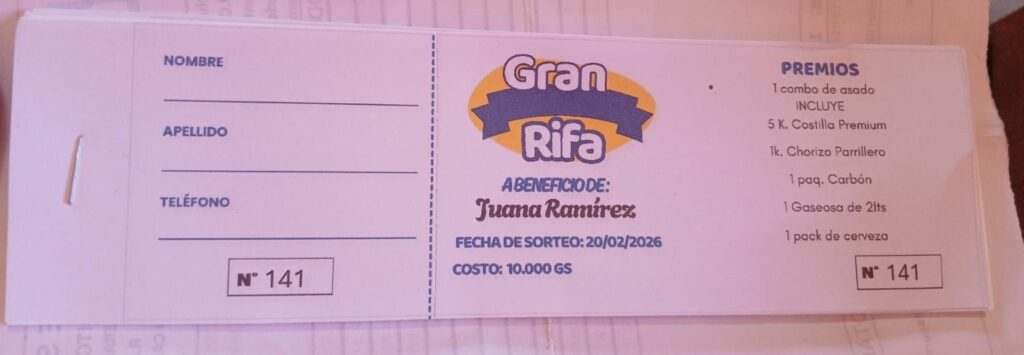 NOMBRE
APELLIDO
TELÉFONO
N° 141
Gran
Rifa
A BENEFICIO DE:
Juana Ramírez
FECHA DE SORTEO: 20/02/2026
COSTO: 10.000 GS
PREMIOS
1 combo de asado
INCLUYE
5 K. Costilla Premium
1k. Chorizo Parrillero
1 paq. Carbón
1 Gaseosa de 2lts
1 pack de cerveza
N° 141